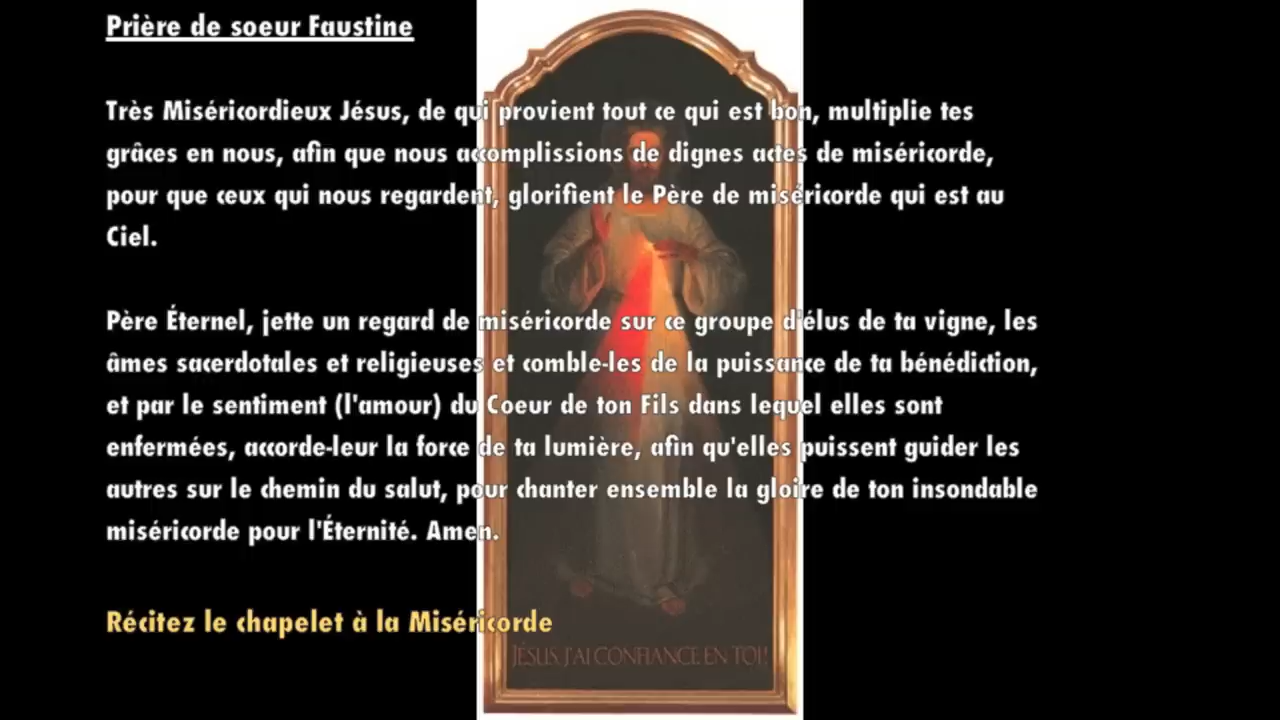 Prière de soeur Faustine
Très Miséricordieux Jésus, de qui provient tout ce qui est bon, multiplie tes
grâces en nous, afin que nous accomplissions de dignes actes de miséricorde,
pour que ceux qui nous regardent, glorifient le Père de miséricorde qui est au
Ciel.
Père Éternel, jette un regard de miséricorde sur ce groupe d'élus de ta vigne, les
âmes sacerdotales et religieuses et comble-les de la puissance de ta bénédiction,
et par le sentiment (l'amour) du Coeur de ton Fils dans lequel elles sont
enfermées, accorde-leur la force de ta lumière, afin qu'elles puissent guider les
autres sur le chemin du salut, pour chanter ensemble la gloire de ton insondable
miséricorde pour l'Éternité. Amen.
Récitez le chapelet à la Miséricorde
JÉSUS, J'AI CONFIANCE EN TOI!